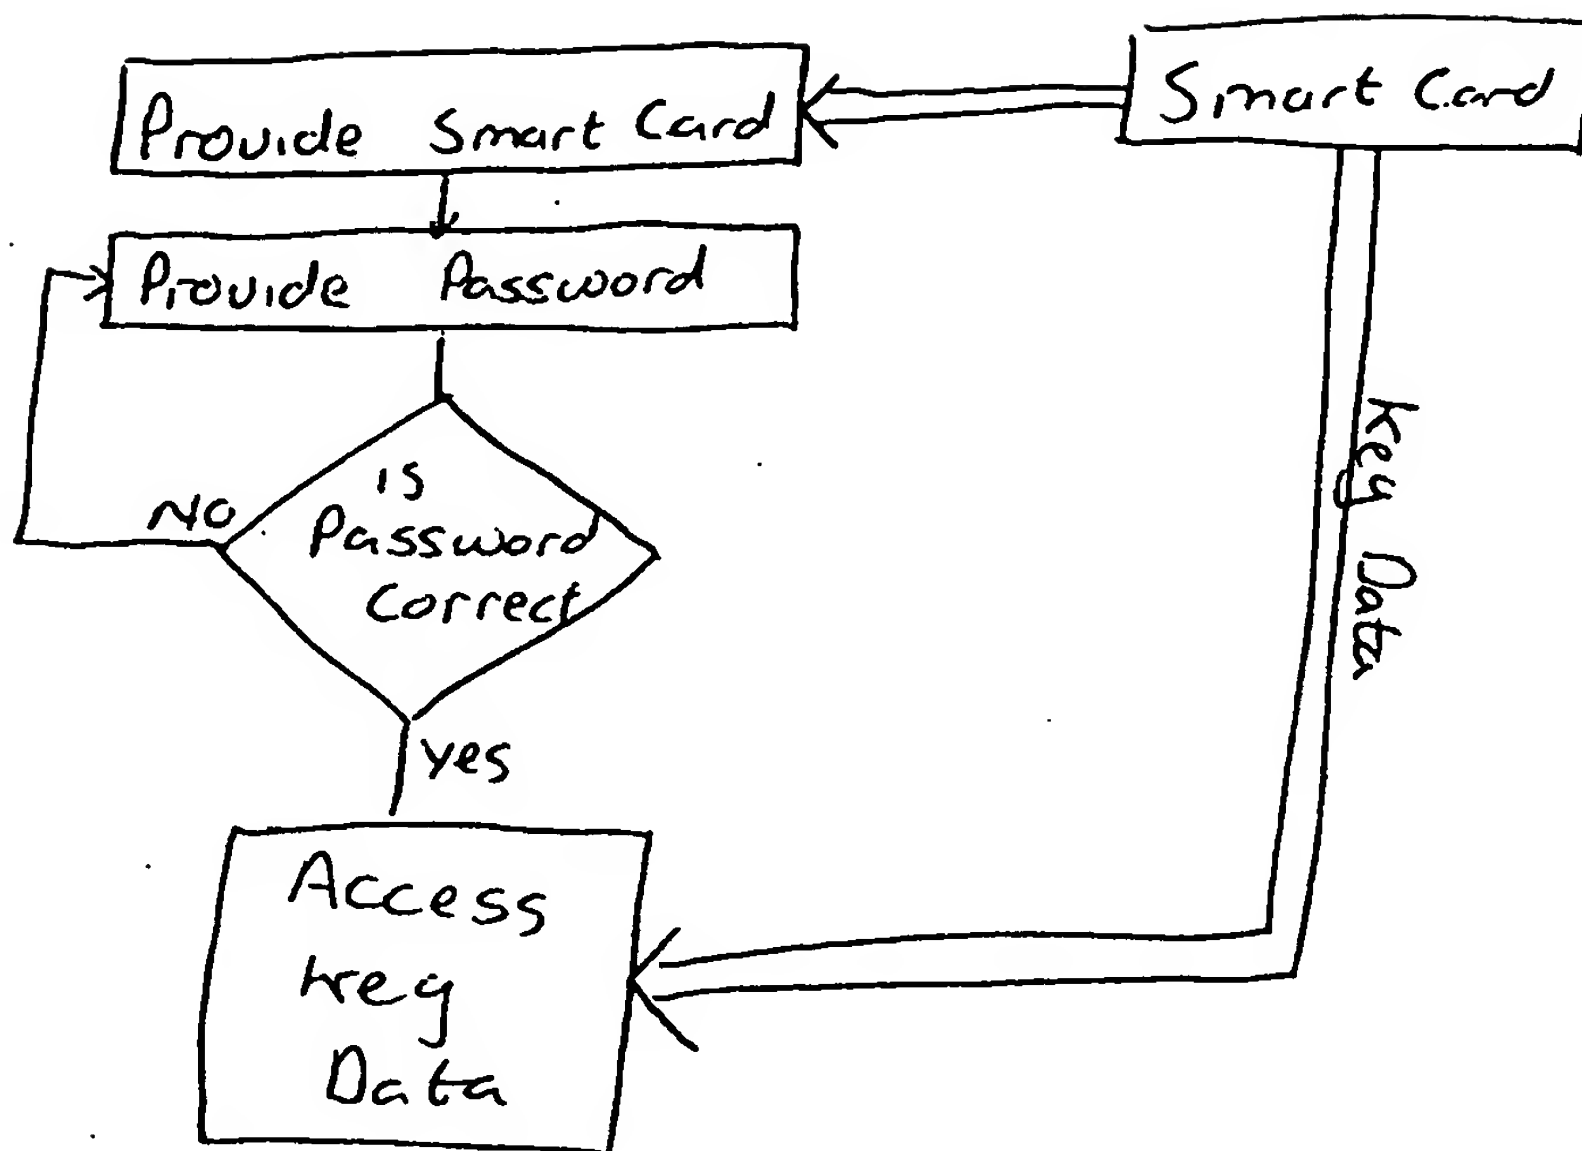 Provide Smart Card
Smart Card
Provide Password
NO
is
Password
Correct
Yes
Key Data
Access
Key
Data